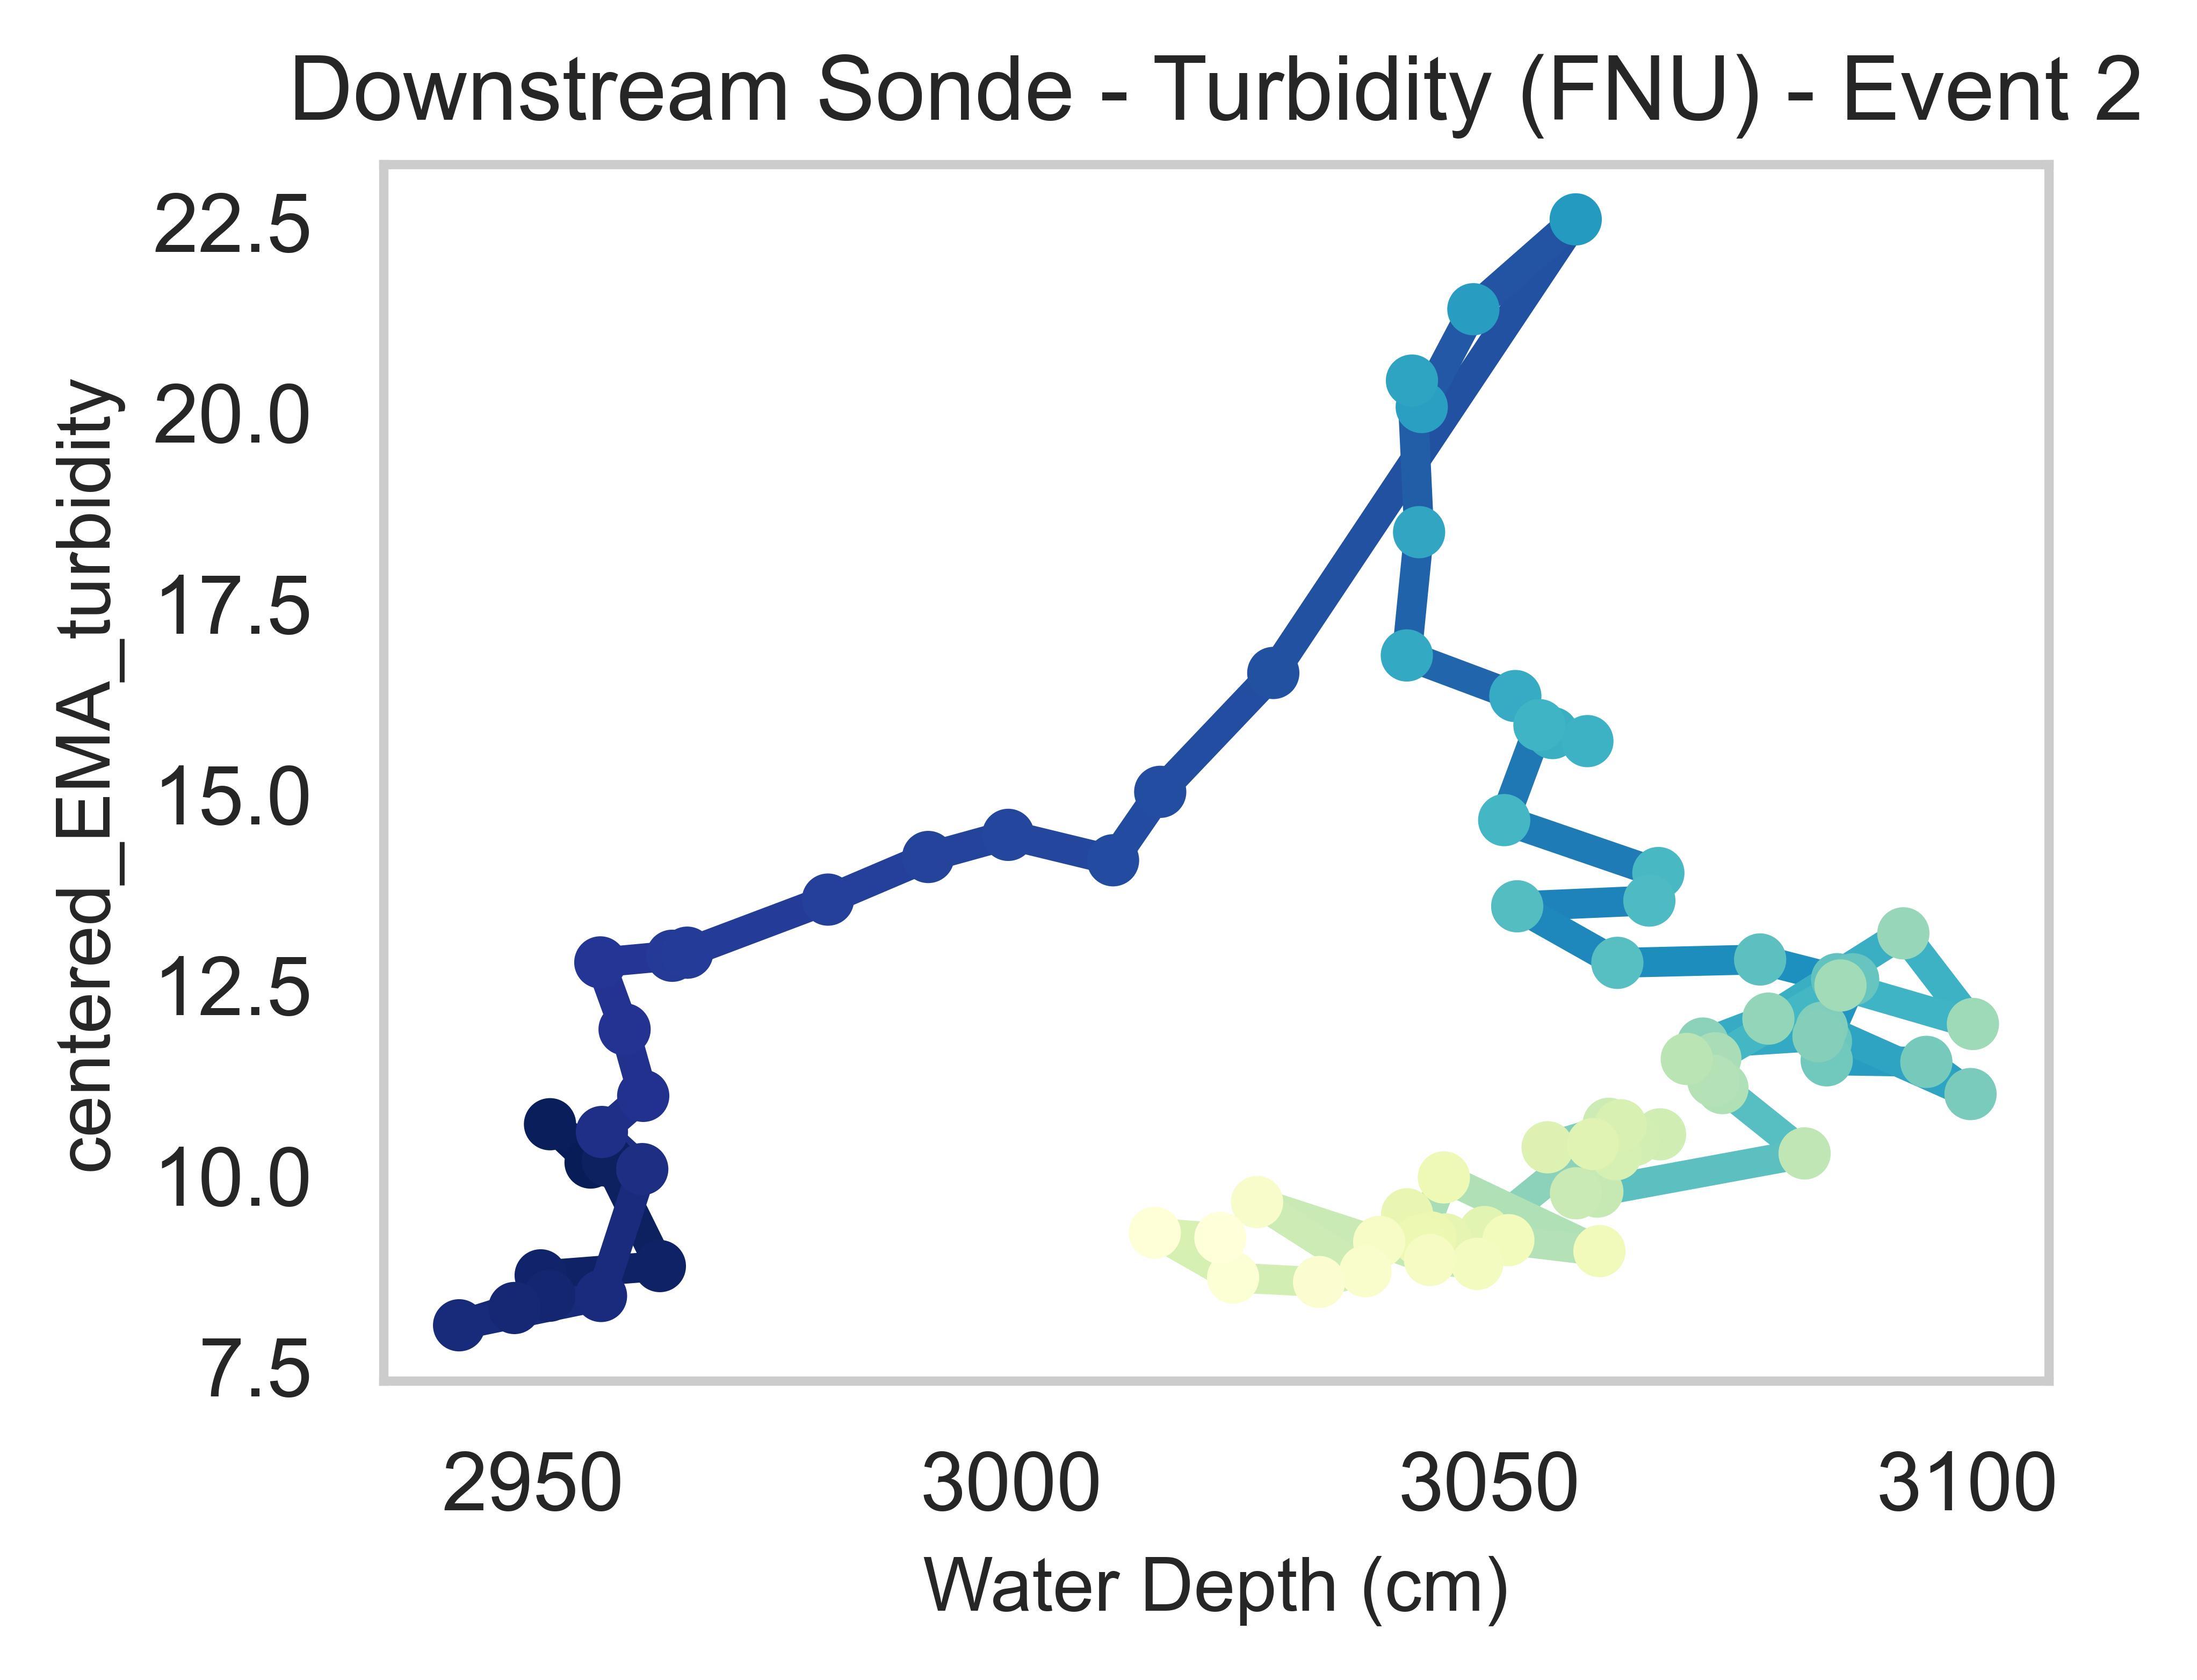 Downstream Sonde - Turbidity (FNU) - Event 2
centered_EMA_turbidity
22.5
20.0
17.5
15.0
12.5
10.0
7.5
2950 3000 3050 3100
Water Depth (cm)